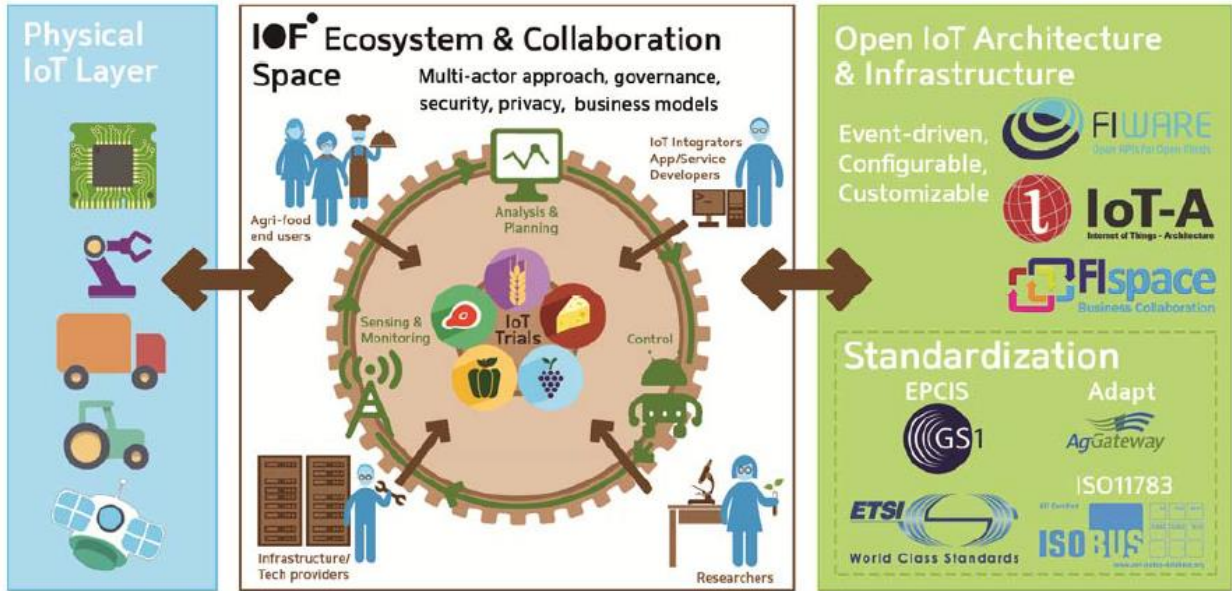 Physical
IoT Layer
IOF Ecosystem & Collaboration
Space
Multi-actor approach, governance,
security, privacy, business models
Agri-food
end users
IoT Integrators
App/Service
Developers
Analysis &
Planning
Sensing &
Monitoring
IoT
Trials
Control
Infrastructure/
Tech providers
Researchers
Open IoT Architecture
& Infrastructure
Event-driven,
Configurable,
Customizable
FIWARE
Open APIs for Open Minds
IoT-A
Internet of Things - Architecture
FIspace
Business Collaboration
Standardization
EPCIS
GS1
Adapt
AgGateway
ETSI
World Class Standards
ISO11783
ISOBUS